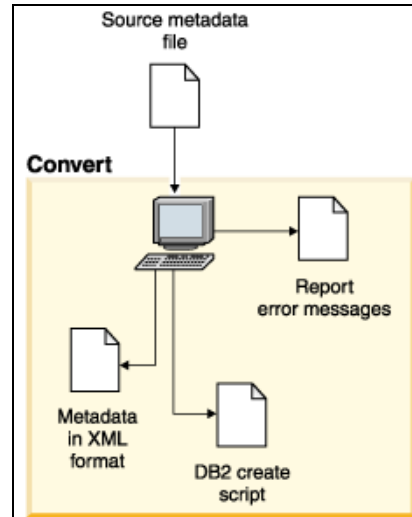 Source metadata
file
Convert
Report
error messages
Metadata
in XML
format
DB2 create
script